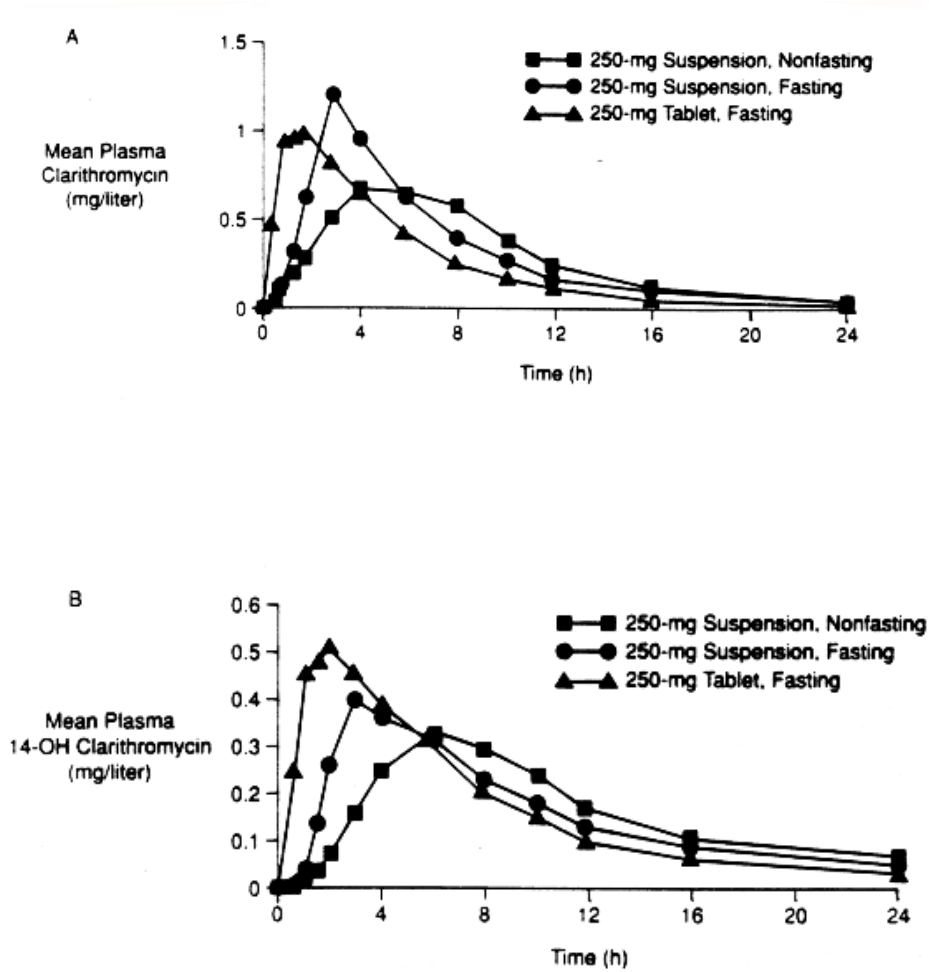 A
1.5
1
0.5
0
Mean Plasma
Clarithromycin
(mg/liter)
250-mg Suspension, Nonfasting
250-mg Suspension, Fasting
250-mg Tablet, Fasting
0 4 8 12 16 20 24
Time (h)
B
0.6
0.5
0.4
0.3
0.2
0.1
0
Mean Plasma
14-OH Clarithromycin
(mg/liter)
250-mg Suspension, Nonfasting
250-mg Suspension, Fasting
250-mg Tablet, Fasting
0 4 8 12 16 20 24
Time (h)